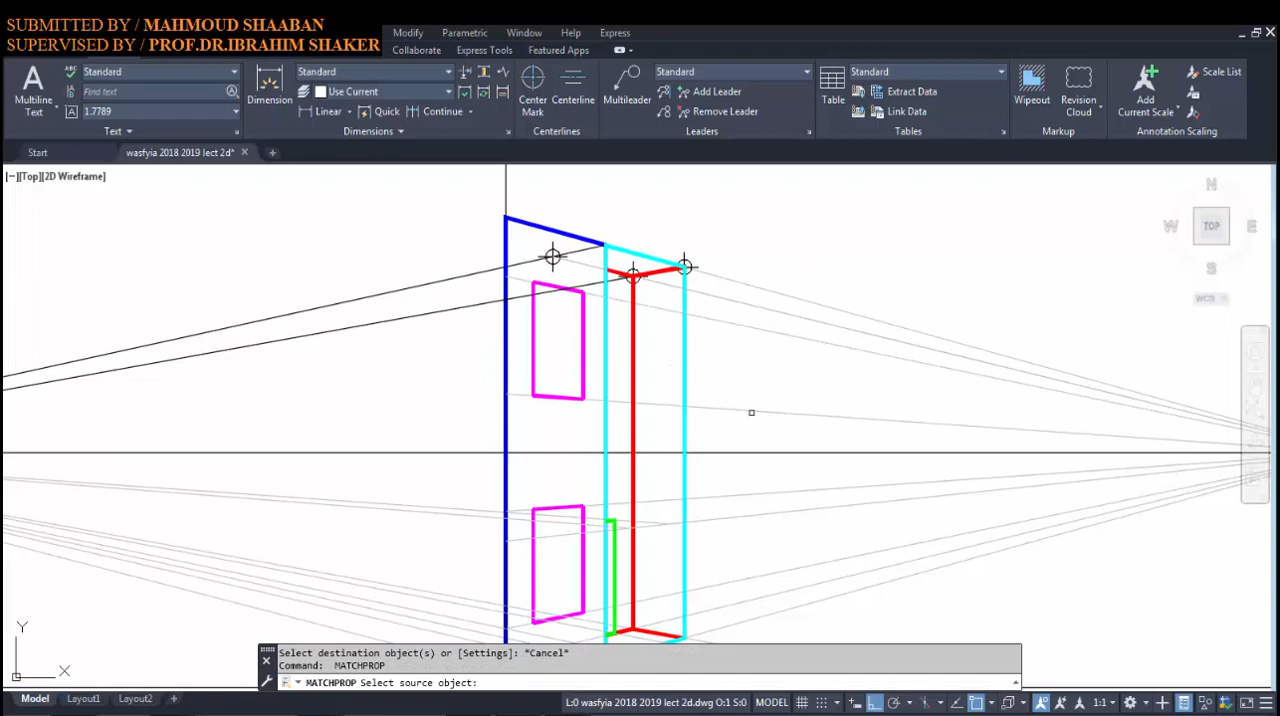 SUBMITTED BY / MAHMOUD SHAABAN
SUPERVISED BY / PROF.DR.IBRAHIM SHAKER
Modify Parametric Window Help Express
Collaborate Express Tools Featured Apps
A Multiline Text
ABC Standard
Find text
A 1.7789
Text
Dimension
Standard
Use Current
Linear Quick Continue
Dimensions
Center Mark
Centerline
Centerlines
Multileader
Standard
Add Leader
Remove Leader
Leaders
Table
Standard
Extract Data
Link Data
Tables
Wipeout
Revision Cloud
Markup
Add Current Scale
Scale List
Annotation Scaling
Start
wasfyia 2018 2019 lect 2d*
[−][Top][2D Wireframe]
N
W TOP E
S
WCS
Y
X
Select destination object(s) or [Settings]: *Cancel*
Command: MATCHPROP
MATCHPROP Select source object:
Model Layout1 Layout2 +
L:0 wasfyia 2018 2019 lect 2d.dwg O:1 S:0 MODEL 1:1